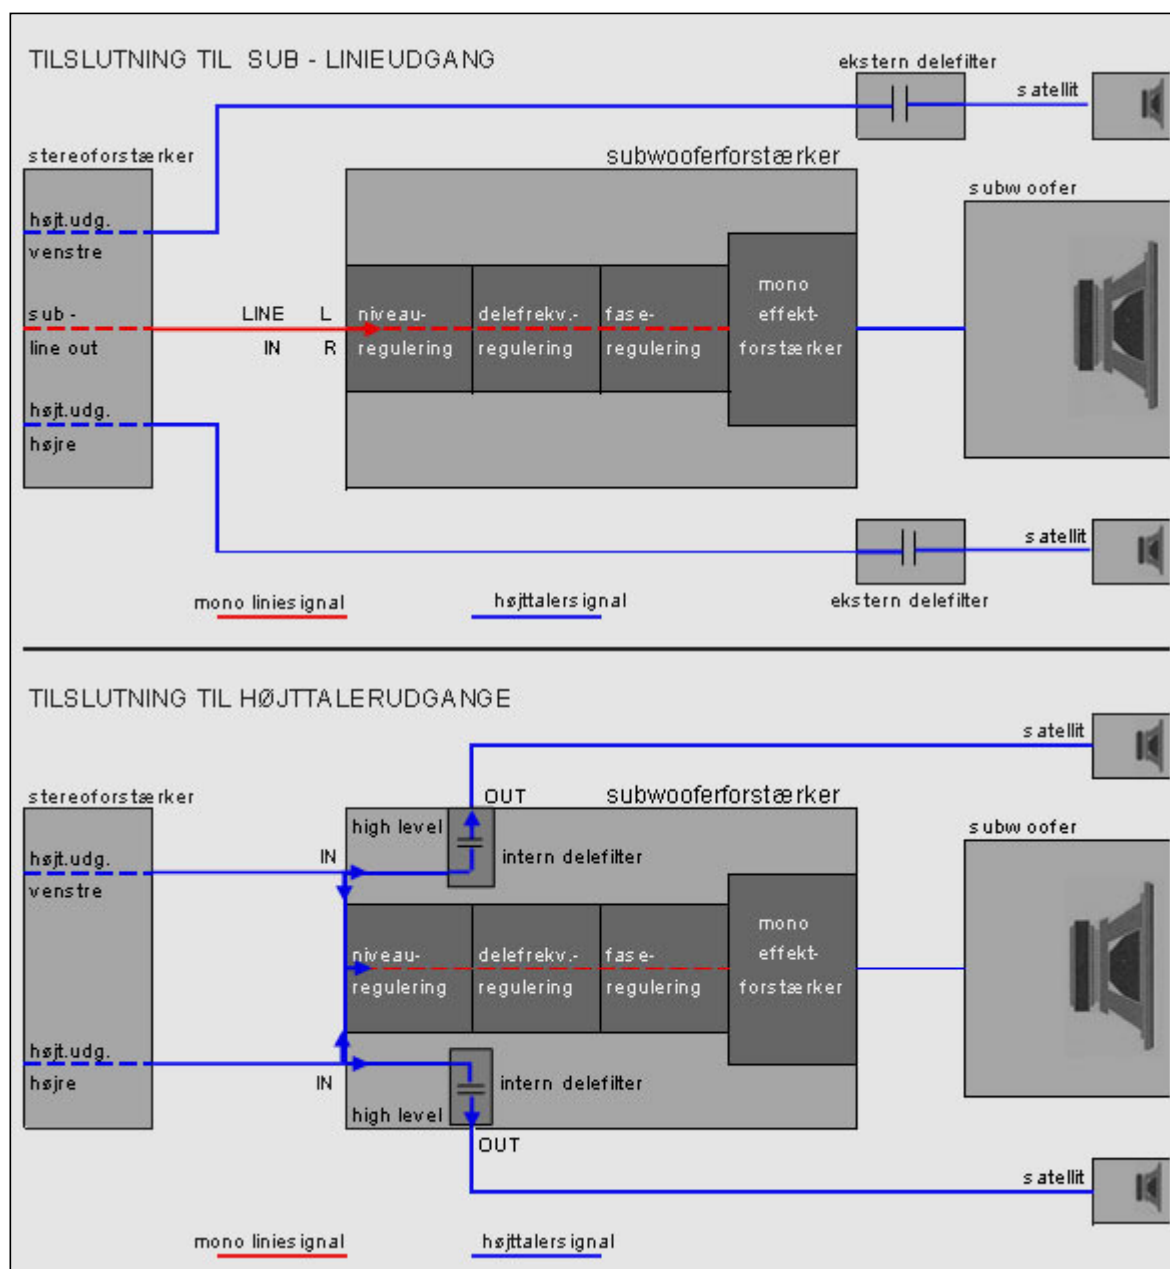 TILSLUTNING TIL SUB - LINIEUDGANG
ekstern delefilter
satellit
stereoforstærker
subwooferforstærker
subwoofer
højt.udg.
venstre
sub -
line out
højt.udg.
højre
LINE L
IN R
niveau-
regulering
delefrekv.-
regulering
fase-
regulering
mono
effekt-
forstærker
satellit
ekstern delefilter
mono liniesignal
højttalersignal
TILSLUTNING TIL HØJTTALERUDGANGE
satellit
stereoforstærker
OUT
subwooferforstærker
subwoofer
high level
IN
intern delefilter
højt.udg.
venstre
niveau-
regulering
delefrekv.-
regulering
fase-
regulering
mono
effekt-
forstærker
højt.udg.
højre
IN
intern delefilter
high level
OUT
satellit
mono liniesignal
højttalersignal